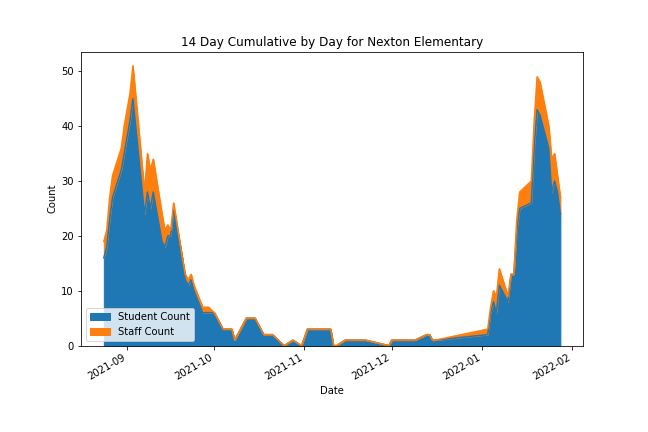 14 Day Cumulative by Day for Nexton Elementary
Count
50
40
30
20
10
0
Student Count
Staff Count
2021-09
2021-10
2021-11
2021-12
2022-01
2022-02
Date